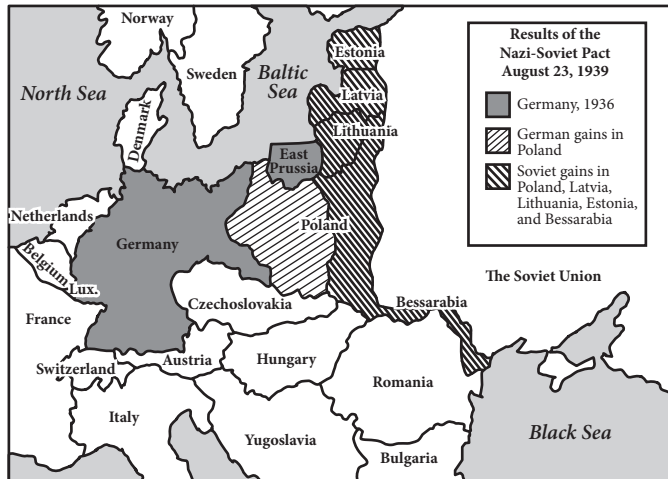 Norway
Sweden
North Sea
Baltic
Sea
Denmark
Estonia
Latvia
Lithuania
East
Prussia
Netherlands
Belgium
Lux.
Germany
Poland
Czechoslovakia
France
Switzerland
Austria
Hungary
Bessarabia
The Soviet Union
Romania
Italy
Yugoslavia
Bulgaria
Black Sea
Results of the
Nazi-Soviet Pact
August 23, 1939
Germany, 1936
German gains in
Poland
Soviet gains in
Poland, Latvia,
Lithuania, Estonia,
and Bessarabia